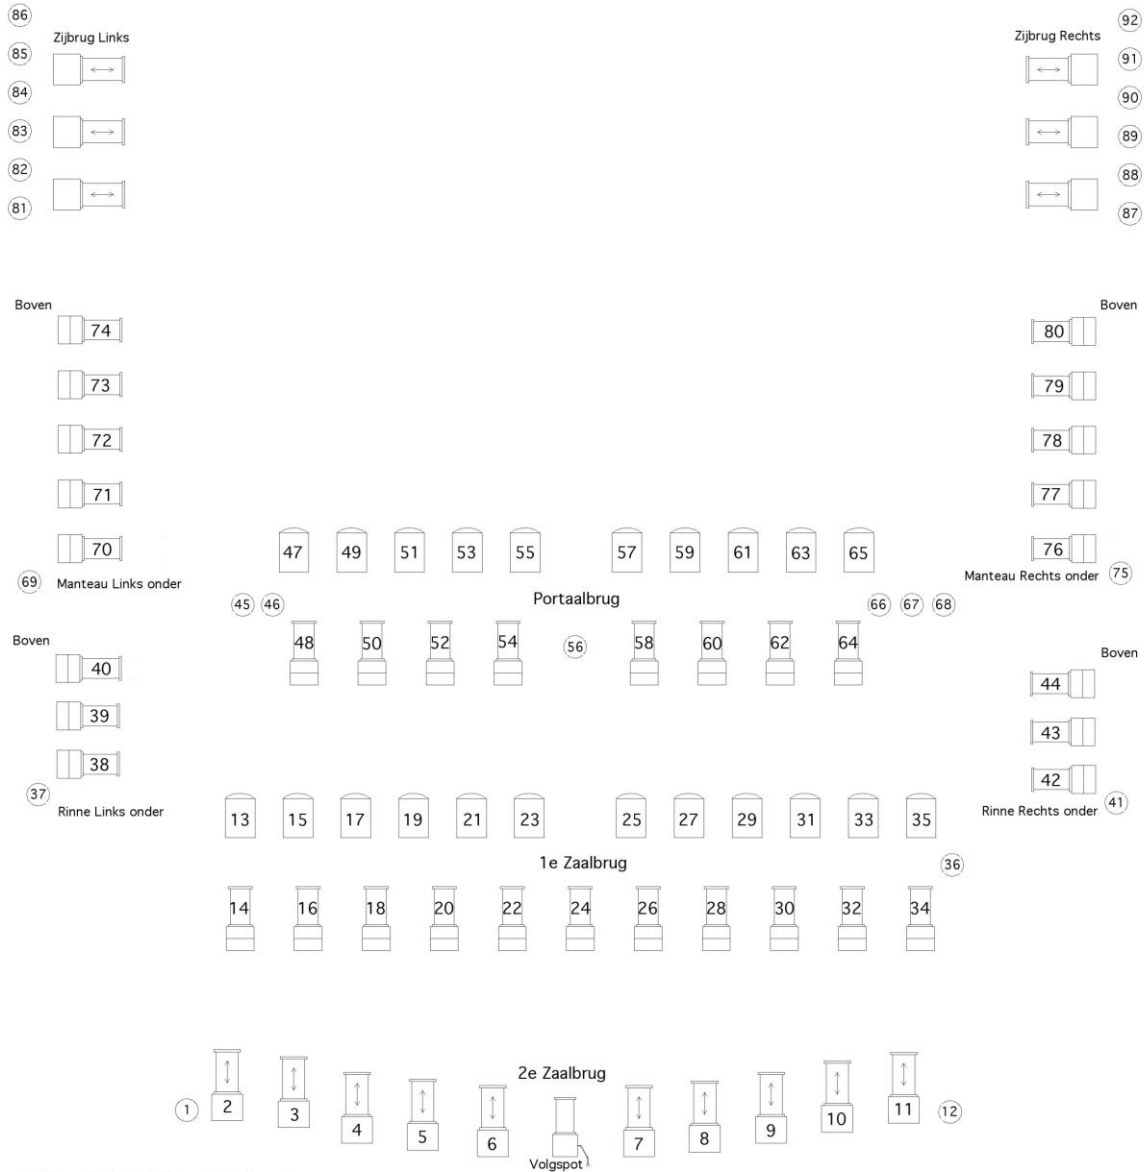 86
92
Zijbrug Links
Zijbrug Rechts
85
91
84
90
83
89
82
88
81
87
Boven
Boven
74
80
73
79
72
78
71
77
70
47 49 51 53 55 57 59 61 63 65
76
69 Manteau Links onder
Manteau Rechts onder 75
45 46
Portaalbrug
66 67 68
48 50 52 54 56 58 60 62 64
Boven
Boven
40
44
39
43
38
42
37
41
Rinne Links onder
Rinne Rechts onder
13 15 17 19 21 23 25 27 29 31 33 35
1e Zaalbrug
36
14 16 18 20 22 24 26 28 30 32 34
2e Zaalbrug
1 2 3 4 5 6 7 8 9 10 11 12
Volgspot